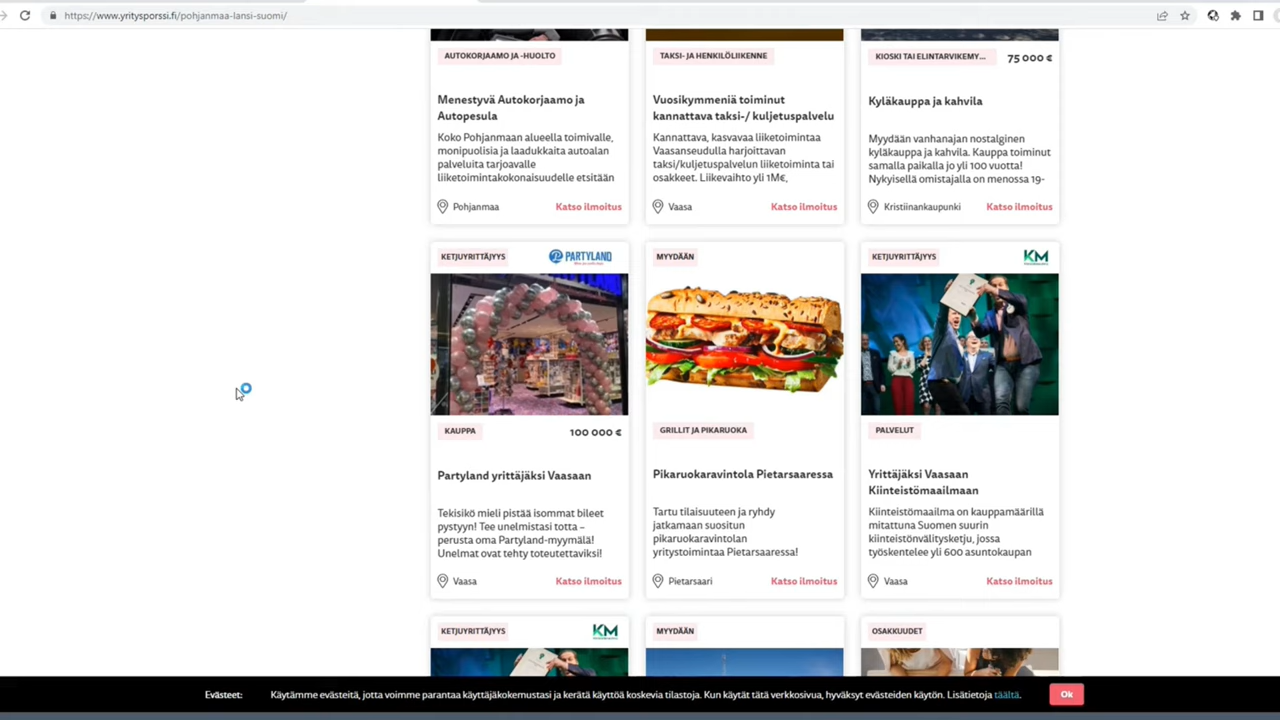 https://www.yritysporssi.fi/pohjanmaa-lansi-suomi/
AUTOKORJAAMO JA -HUOLTO
Menestyvä Autokorjaamo ja
Autopesula
Koko Pohjanmaan alueella toimivalle,
monipuolisia ja laadukkaita autoalan
palveluita tarjoavalle
liiketoimintakokonaisuudelle etsitään
Pohjanmaa
Katso ilmoitus
TAKSI- JA HENKILÖLIIKENNE
Vuosikymmeniä toiminut
kannattava taksi-/ kuljetuspalvelu
Kannattava, kasvavaa liiketoimintaa
Vaasanseudulla harjoittavan
taksi/kuljetuspalvelun liiketoiminta tai
osakkeet. Liikevaihto yli 1M€,
Vaasa
Katso ilmoitus
KIOSKI TAI ELINTARVIKEMY...
75 000 €
Kyläkauppa ja kahvila
Myydään vanhanajan nostalginen
kyläkauppa ja kahvila. Kauppa toiminut
samalla paikalla jo yli 100 vuotta!
Nykyisellä omistajalla on menossa 19-
Kristiinankaupunki
Katso ilmoitus
KETJUYRITTÄJYYS
PARTYLAND
KAUPPA
100 000 €
Partyland yrittäjäksi Vaasaan
Tekisikö mieli pistää isommat bileet
pystyyn! Tee unelmistasi totta –
perusta oma Partyland-myymälä!
Unelmat ovat tehty toteutettaviksi!
Vaasa
Katso ilmoitus
MYYDÄÄN
GRILLIT JA PIKARUOKA
Pikaruokaravintola Pietarsaaressa
Tartu tilaisuuteen ja ryhdy
jatkamaan suositun
pikaruokaravintolan
yritystoimintaa Pietarsaaressa!
Pietarsaari
Katso ilmoitus
KETJUYRITTÄJYYS
KM
PALVELUT
Yrittäjäksi Vaasaan
Kiinteistömaailmaan
Kiinteistömaailma on kauppamäärillä
mitattuna Suomen suurin
kiinteistönvälitysketju, jossa
työskentelee yli 600 asuntokaupan
Vaasa
Katso ilmoitus
KETJUYRITTÄJYYS
KM
MYYDÄÄN
OSAKKUUDET
Evästeet:
Käytämme evästeitä, jotta voimme parantaa käyttäjäkokemustasi ja kerätä käyttöä koskevia tilastoja. Kun käytät tätä verkkosivua, hyväksyt evästeiden käytön. Lisätietoja täältä.
Ok